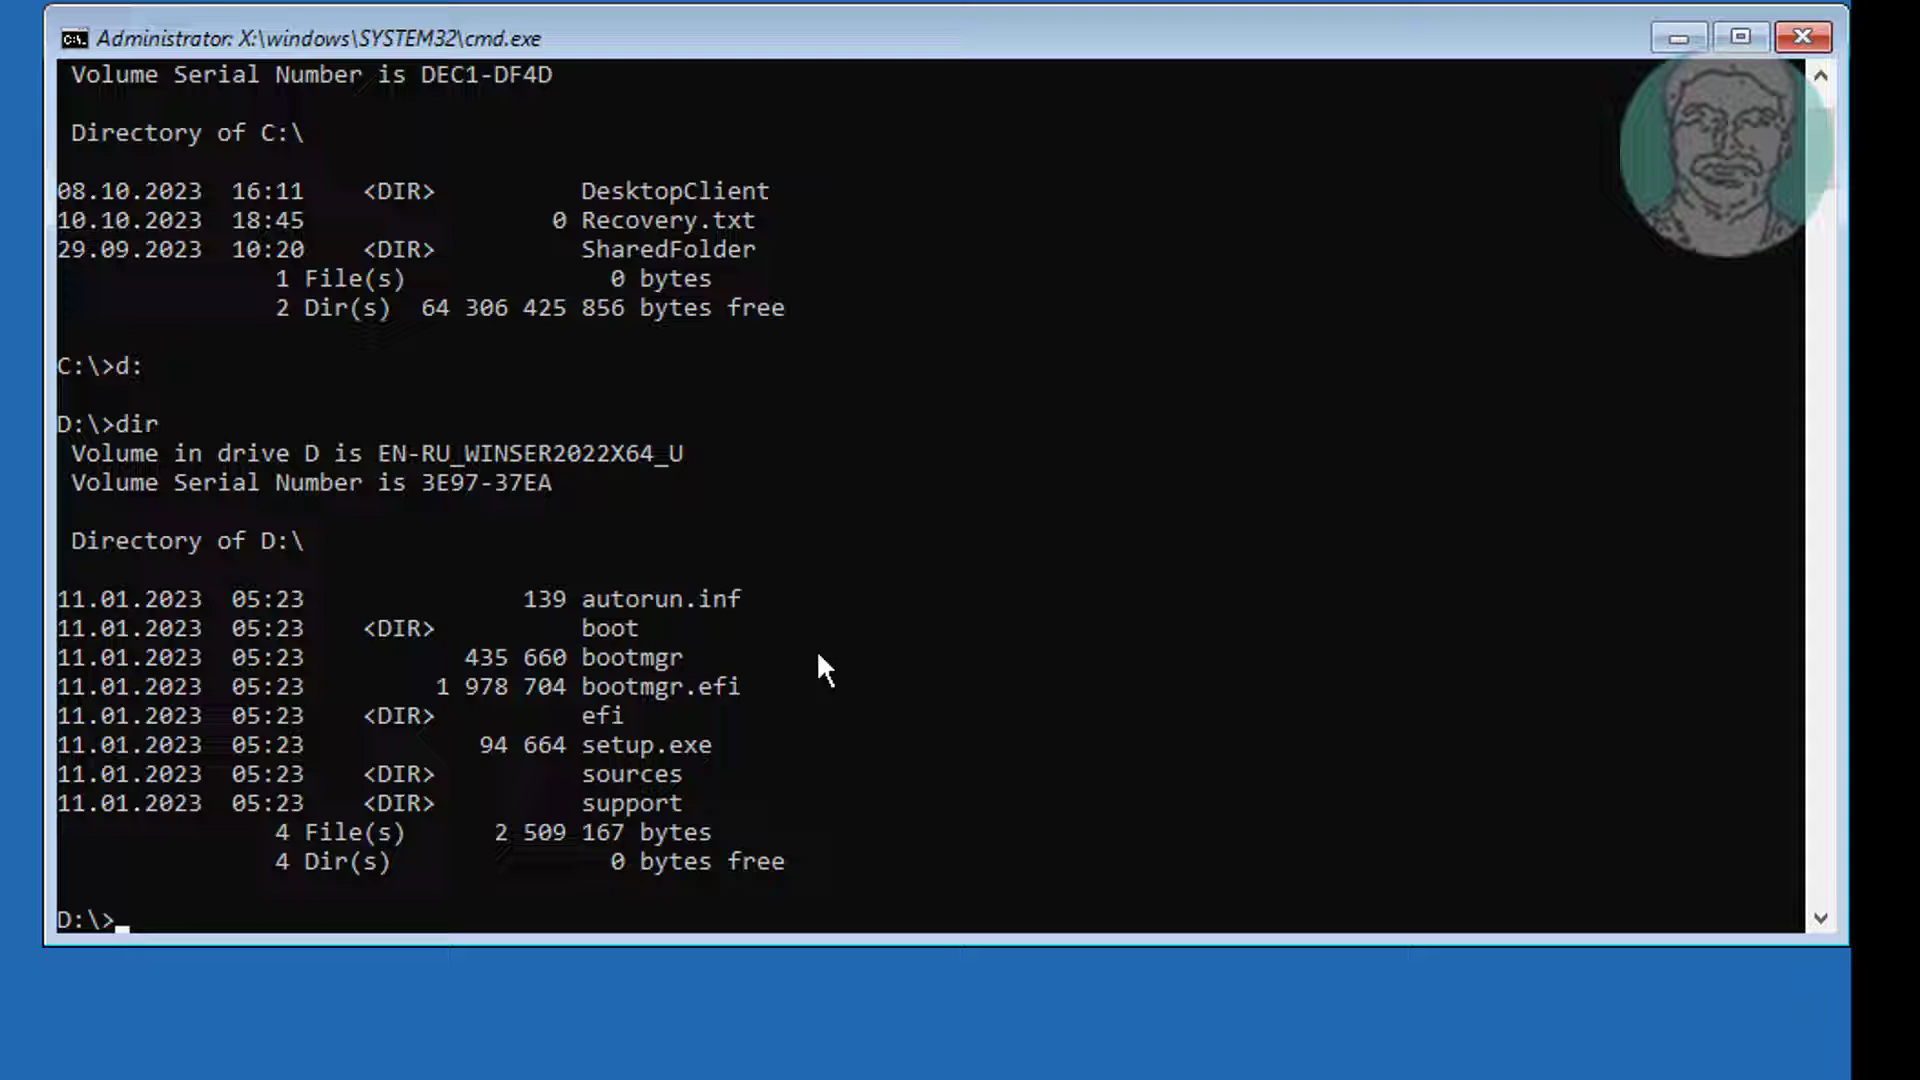 Administrator: X:\windows\SYSTEM32\cmd.exe
Volume Serial Number is DEC1-DF4D
Directory of C:\
08.10.2023 16:11 <DIR> DesktopClient
10.10.2023 18:45 0 Recovery.txt
29.09.2023 10:20 <DIR> SharedFolder
1 File(s) 0 bytes
2 Dir(s) 64 306 425 856 bytes free
C:\>d:
D:\>dir
Volume in drive D is EN-RU_WINSER2022X64_U
Volume Serial Number is 3E97-37EA
Directory of D:\
11.01.2023 05:23 139 autorun.inf
11.01.2023 05:23 <DIR> boot
11.01.2023 05:23 435 660 bootmgr
11.01.2023 05:23 1 978 704 bootmgr.efi
11.01.2023 05:23 <DIR> efi
11.01.2023 05:23 94 664 setup.exe
11.01.2023 05:23 <DIR> sources
11.01.2023 05:23 <DIR> support
4 File(s) 2 509 167 bytes
4 Dir(s) 0 bytes free
D:\>